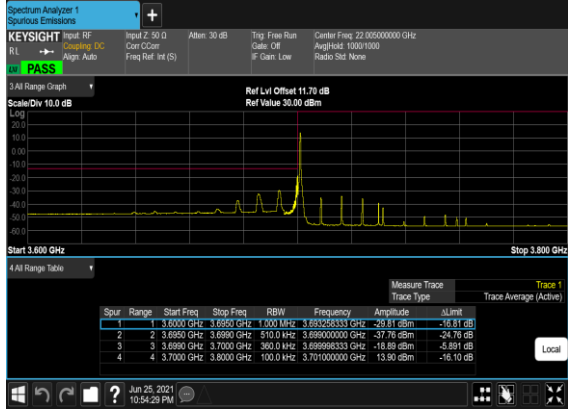 Spectrum Analyzer 1
Spurious Emissions
KEYSIGHT
RL
Input: RF
Coupling: DC
Align: Auto
Input Z: 50 Ω
Corr CCorr
Freq Ref: Int (S)
Atten: 30 dB
Trig: Free Run
Gate: Off
IF Gain: Low
Center Freq: 22.005000000 GHz
Avg|Hold: 1000/1000
Radio Std: None
PASS
3 All Range Graph
Scale/Div 10.0 dB
Ref Lvl Offset 11.70 dB
Ref Value 30.00 dBm
Log
20.0
10.0
0.00
-10.0
-20.0
-30.0
-40.0
-50.0
-60.0
Start 3.600 GHz
Stop 3.800 GHz
4 All Range Table
Measure Trace Trace 1
Trace Type Trace Average (Active)
Spur Range Start Freq Stop Freq RBW Frequency Amplitude ΔLimit
1 1 3.6000 GHz 3.6950 GHz 1.000 MHz 3.693258333 GHz -29.81 dBm -16.81 dB
2 2 3.6950 GHz 3.6990 GHz 510.0 kHz 3.699000000 GHz -37.76 dBm -24.76 dB
3 3 3.6990 GHz 3.7000 GHz 360.0 kHz 3.699998333 GHz -18.89 dBm -5.891 dB
4 4 3.7000 GHz 3.8000 GHz 100.0 kHz 3.701000000 GHz 13.90 dBm -16.10 dB
Local
Jun 25, 2021
10:54:29 PM